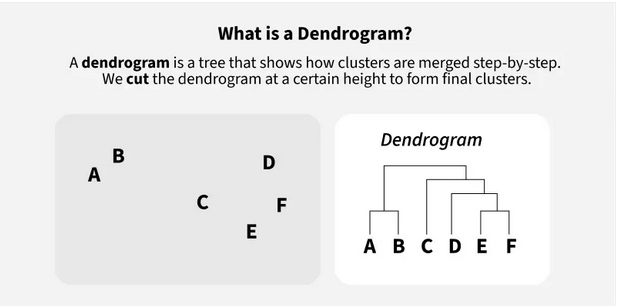 What is a Dendrogram?
A dendrogram is a tree that shows how clusters are merged step-by-step.
We cut the dendrogram at a certain height to form final clusters.
B
A
D
C
F
E
Dendrogram
A B C D E F